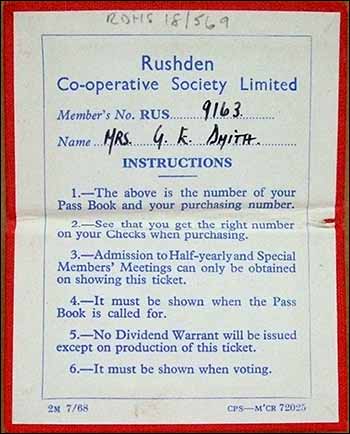 RDHS 18/569
Rushden
Co-operative Society Limited
Member's No. RUS. 9163.
Name MRS. G. E. SMITH.
INSTRUCTIONS
1.—The above is the number of your
Pass Book and your purchasing number.
2.—See that you get the right number
on your Checks when purchasing.
3.—Admission to Half-yearly and Special
Members' Meetings can only be obtained
on showing this ticket.
4.—It must be shown when the Pass
Book is called for.
5.—No Dividend Warrant will be issued
except on production of this ticket.
6.—It must be shown when voting.
2M 7/68 CPS—M'CR 72025